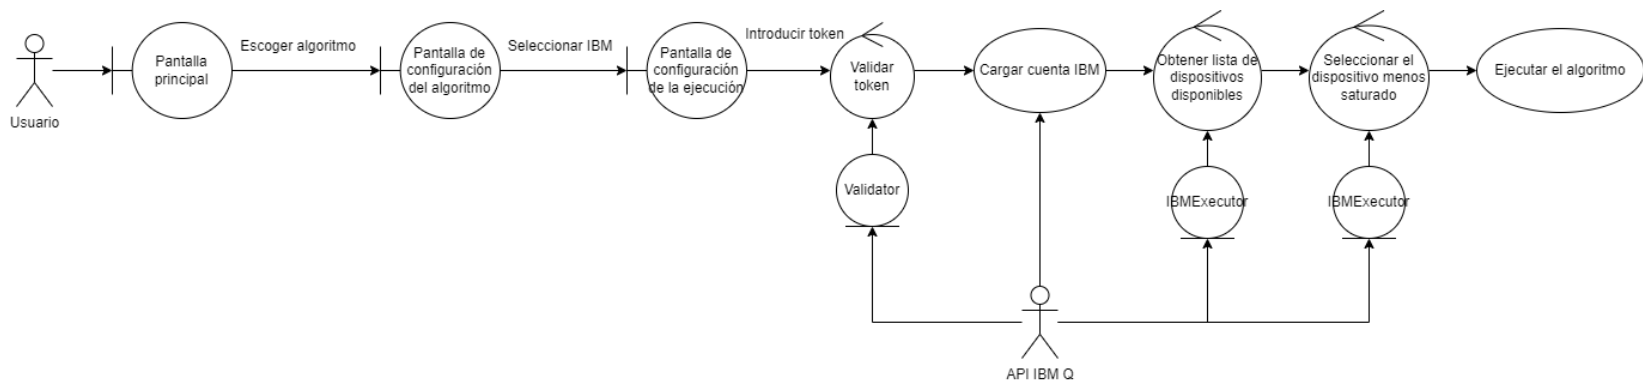 Usuario
Pantalla
principal
Escoger algoritmo
Pantalla de
configuración
del algoritmo
Seleccionar IBM
Pantalla de
configuración
de la ejecución
Introducir token
Validar
token
Cargar cuenta IBM
Obtener lista de
dispositivos
disponibles
Seleccionar el
dispositivo menos
saturado
Ejecutar el algoritmo
Validator
IBMExecutor
IBMExecutor
API IBM Q